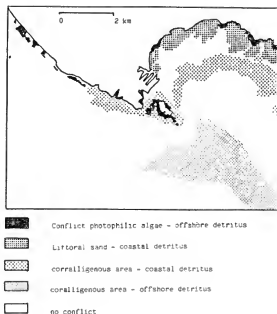 0 2 km
Conflict photophilic algae - offshore detritus
Littoral sand - coastal detritus
corralligenous area - coastal detritus
coralligenous area - offshore detritus
no conflict